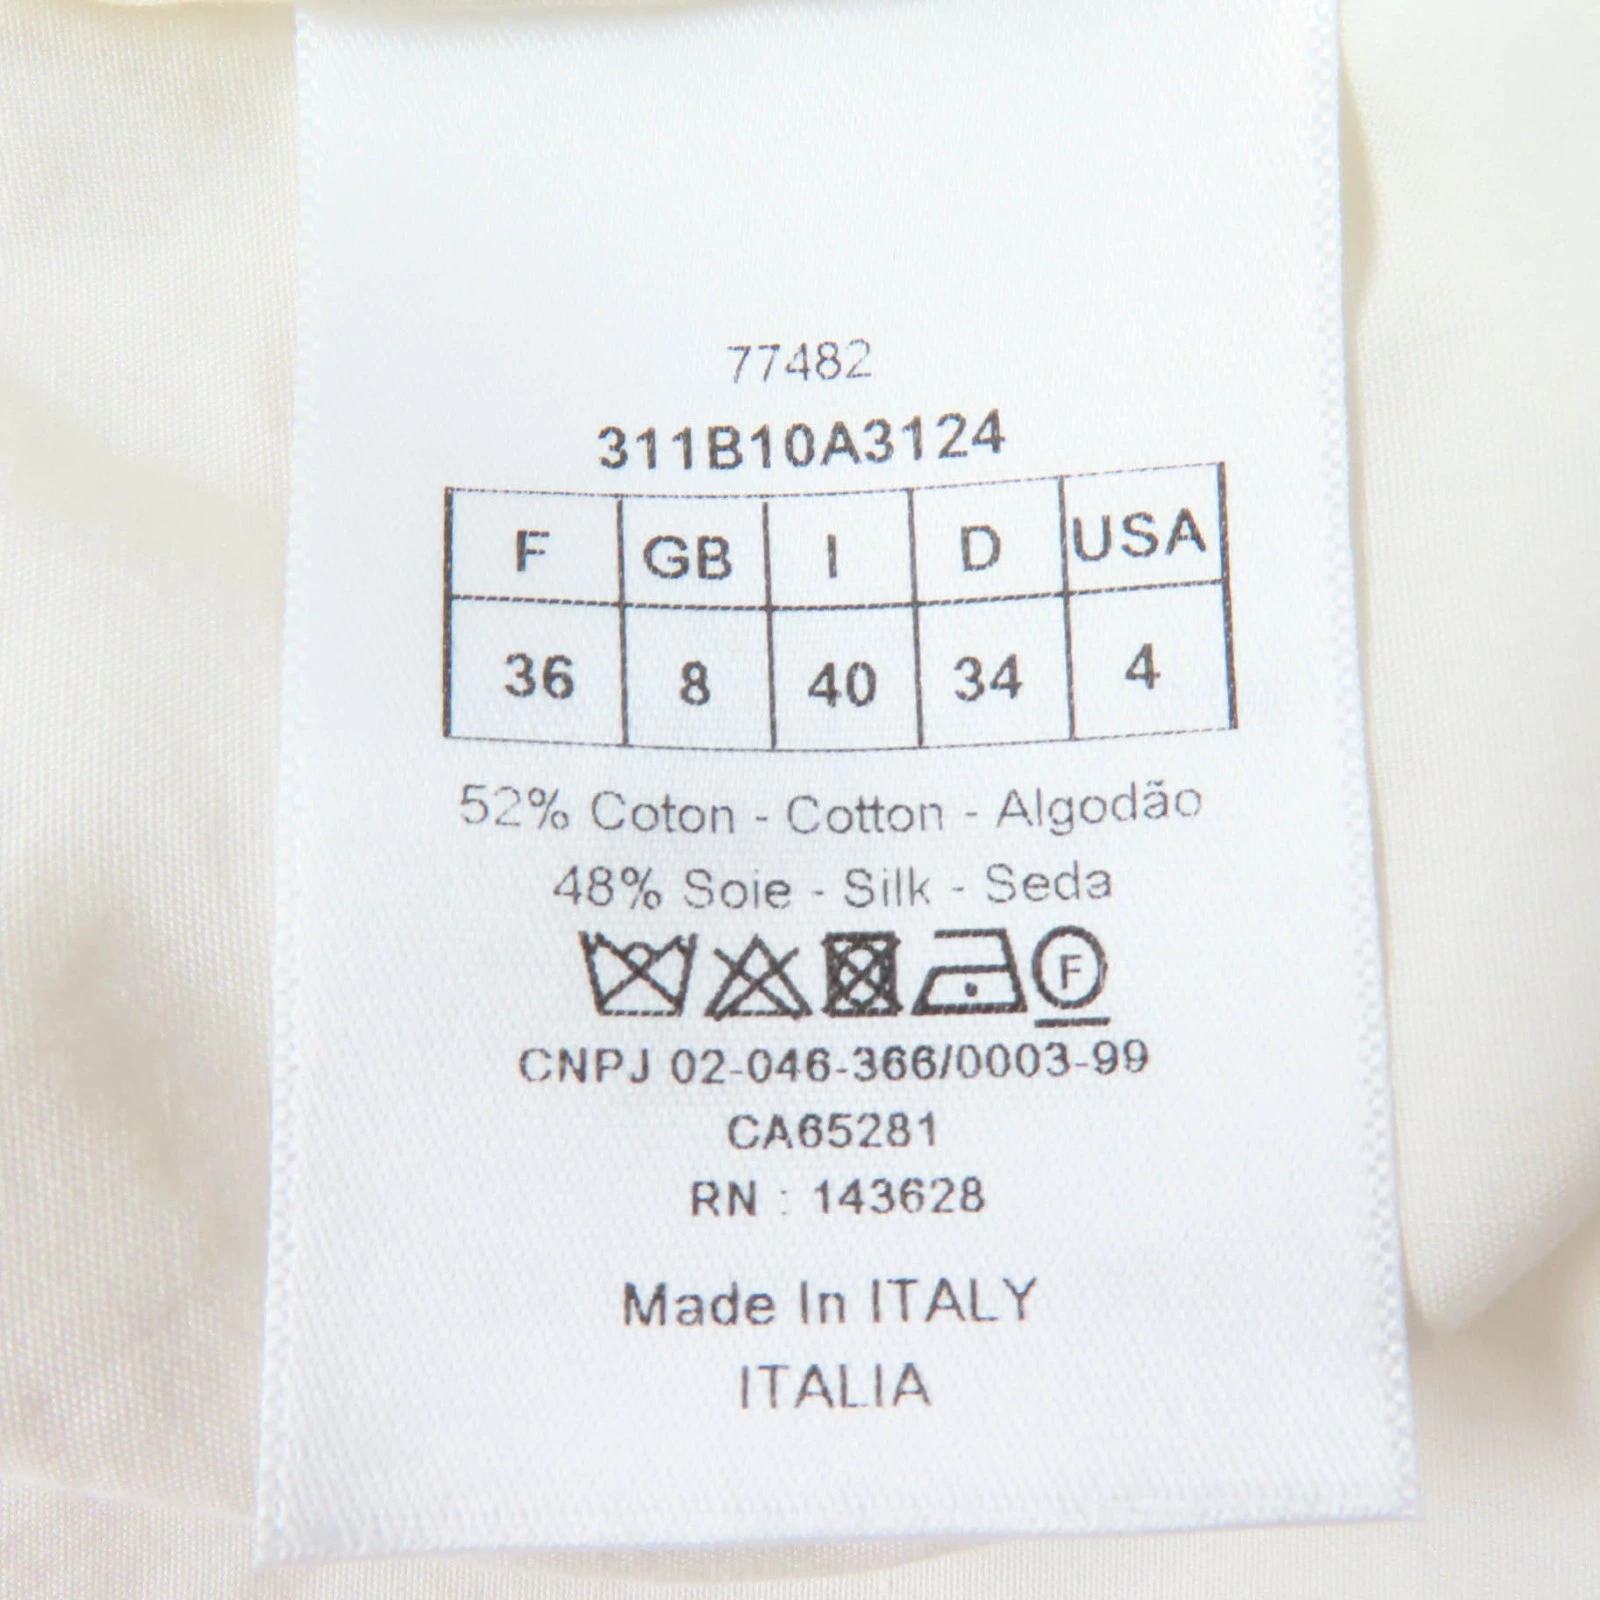 77482
311B10A3124
F GB I D USA
36 8 40 34 4
52% Coton - Cotton - Algodão
48% Soie - Silk - Seda
F
CNPJ 02-046-366/0003-99
CA65281
RN : 143628
Made In ITALY
ITALIA